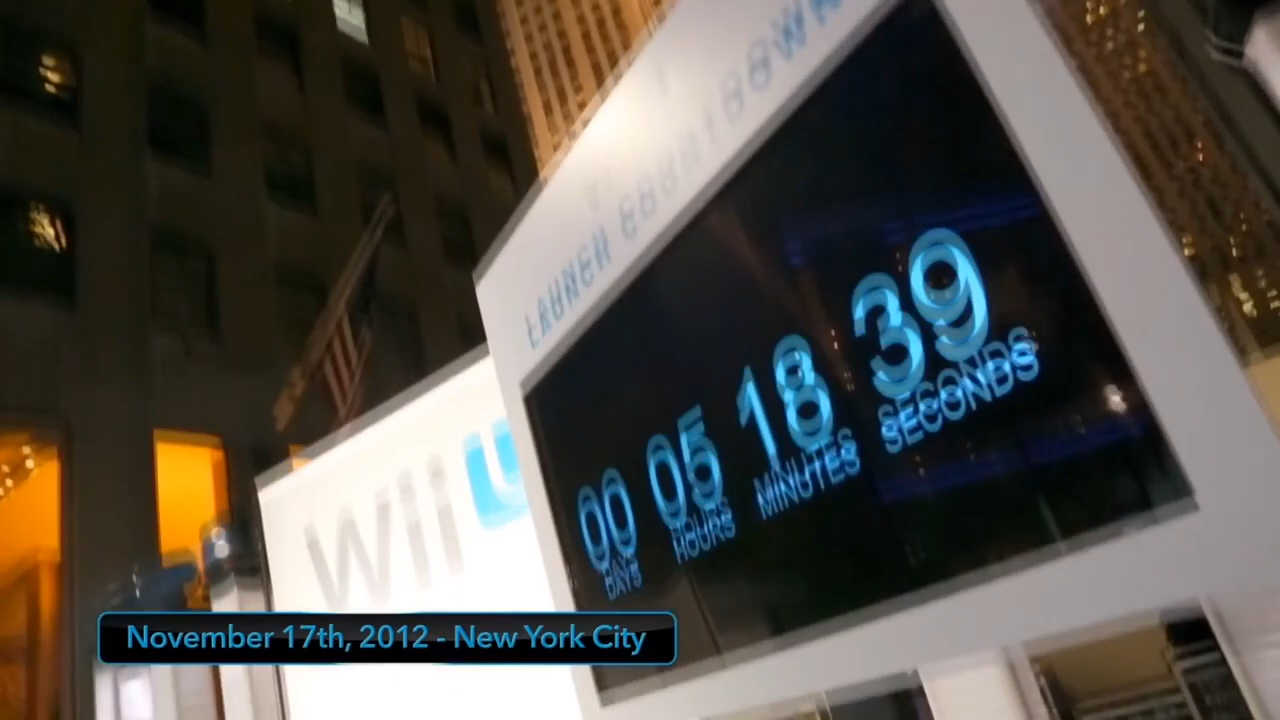 LAUNCH COUNTDOWN
00 05 18 39
DAYS HOURS MINUTES SECONDS
Wii U
November 17th, 2012 - New York City